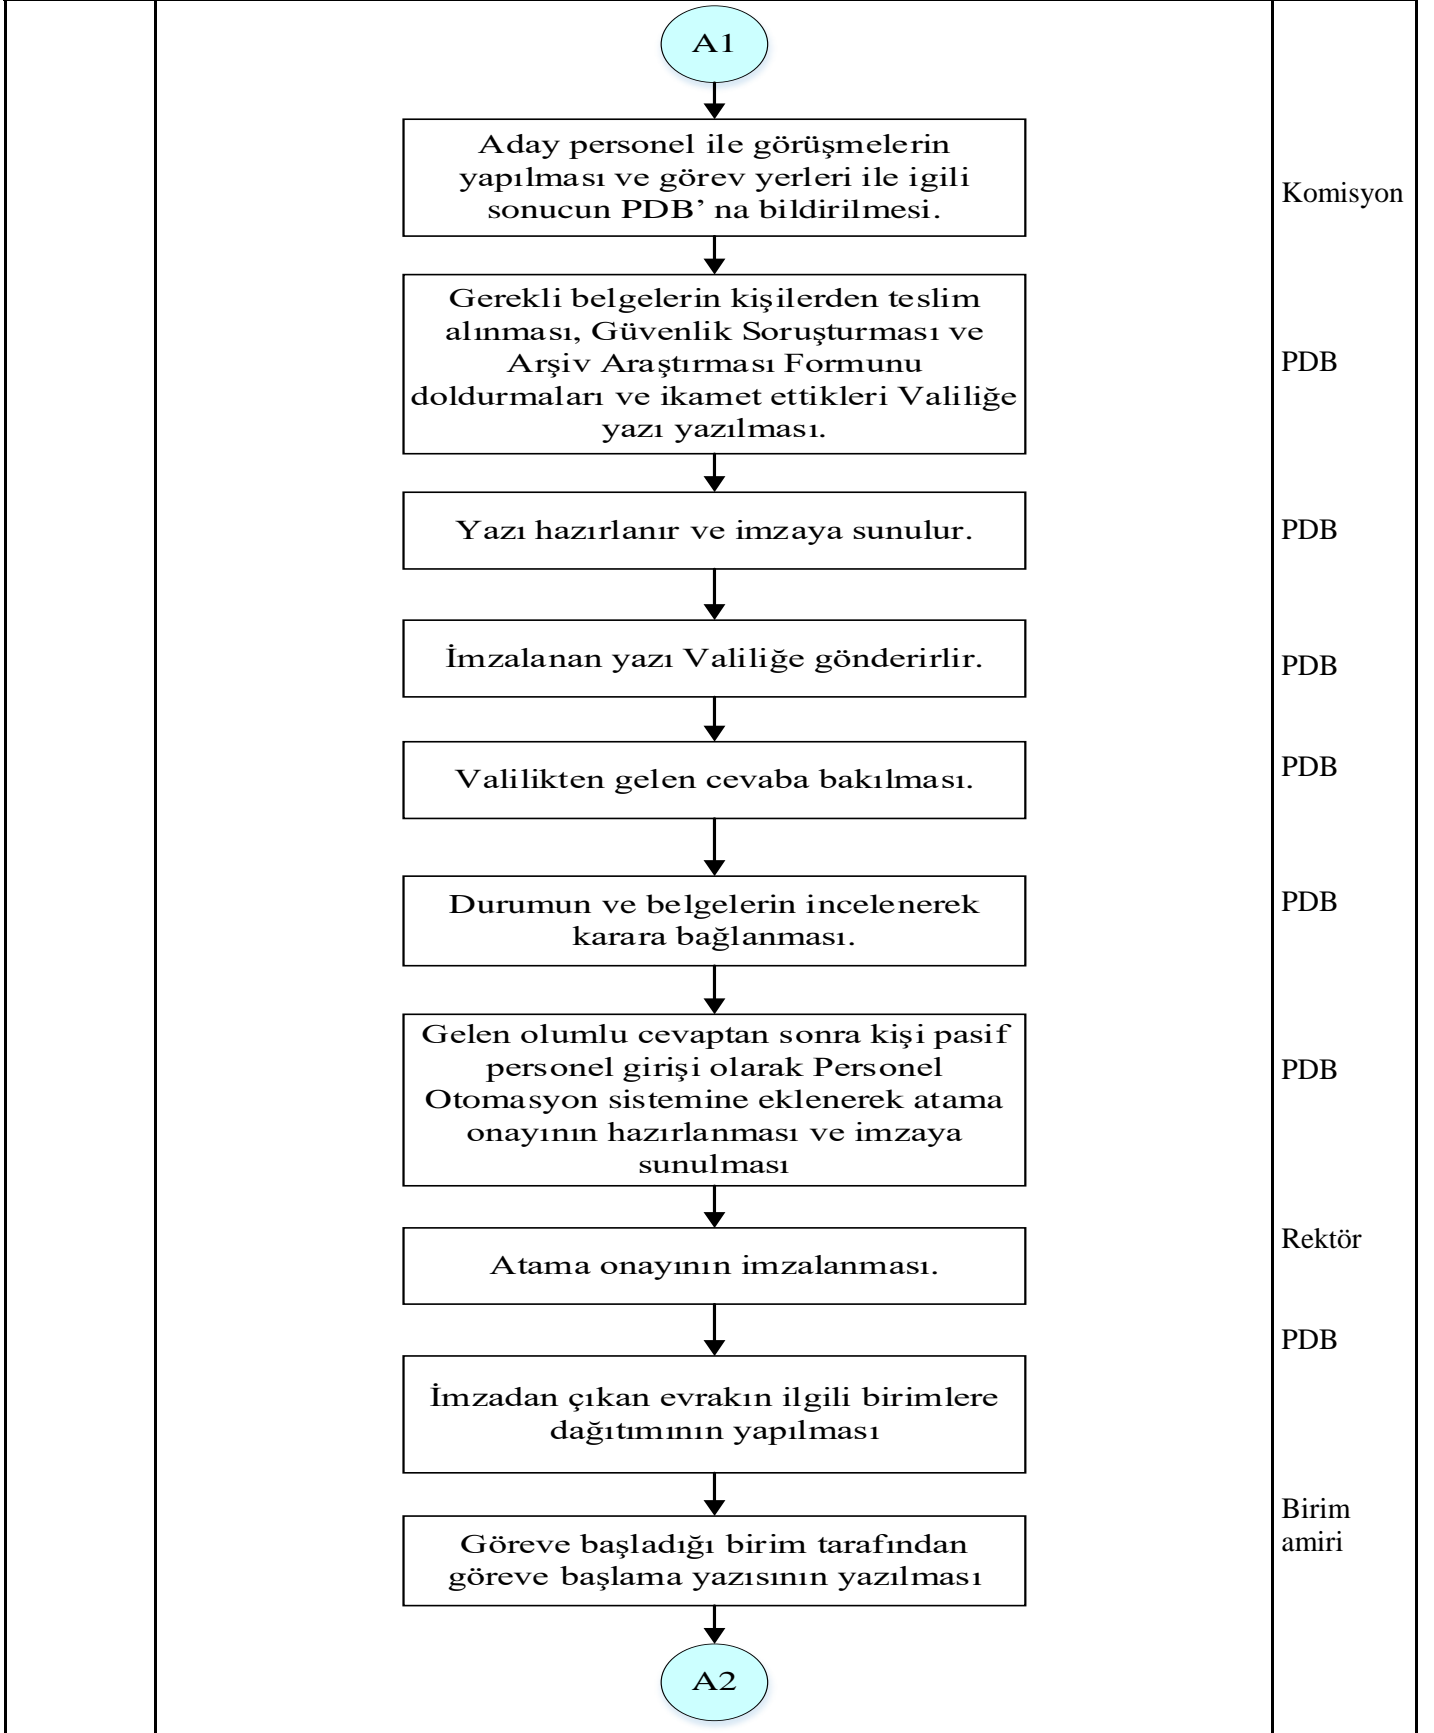 A1
Aday personel ile görüşmelerin
yapılması ve görev yerleri ile igili
sonucun PDB’ na bildirilmesi.
Komisyon
Gerekli belgelerin kişilerden teslim
alınması, Güvenlik Soruşturması ve
Arşiv Araştırması Formunu
doldurmaları ve ikamet ettikleri Valiliğe
yazı yazılması.
PDB
Yazı hazırlanır ve imzaya sunulur.
PDB
İmzalanan yazı Valiliğe gönderirlir.
PDB
Valilikten gelen cevaba bakılması.
PDB
Durumun ve belgelerin incelenerek
karara bağlanması.
PDB
Gelen olumlu cevaptan sonra kişi pasif
personel girişi olarak Personel
Otomasyon sistemine eklenerek atama
onayının hazırlanması ve imzaya
sunulması
PDB
Atama onayının imzalanması.
Rektör
İmzadan çıkan evrakın ilgili birimlere
dağıtımının yapılması
PDB
Göreve başladığı birim tarafından
göreve başlama yazısının yazılması
Birim
amiri
A2